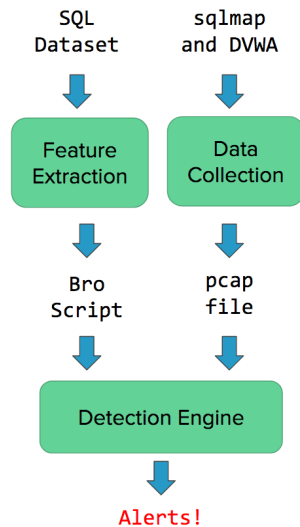 SQL
Dataset
sqlmap
and DVWA
Feature
Extraction
Data
Collection
Bro
Script
pcap
file
Detection Engine
Alerts!